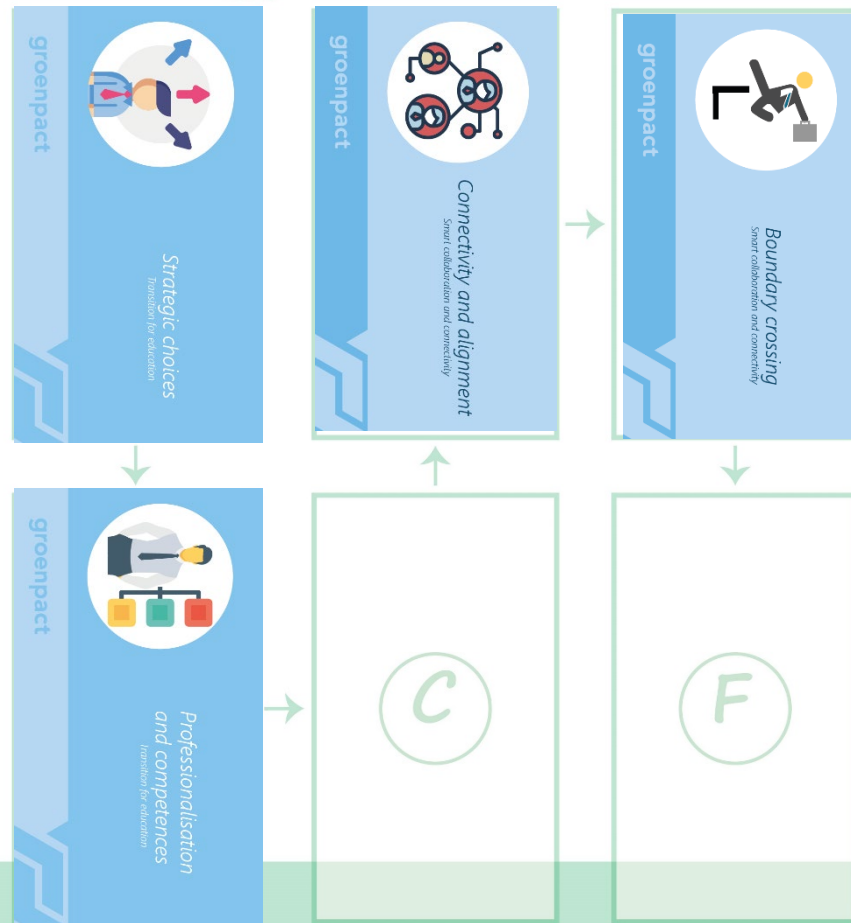 groenpact
Strategic choices
Transition for education
groenpact
Professionalisation
and competences
transition for education
C
groenpact
Connectivity and alignment
Smart collaboration and connectivity
groenpact
Boundary crossing
Smart collaboration and connectivity
F